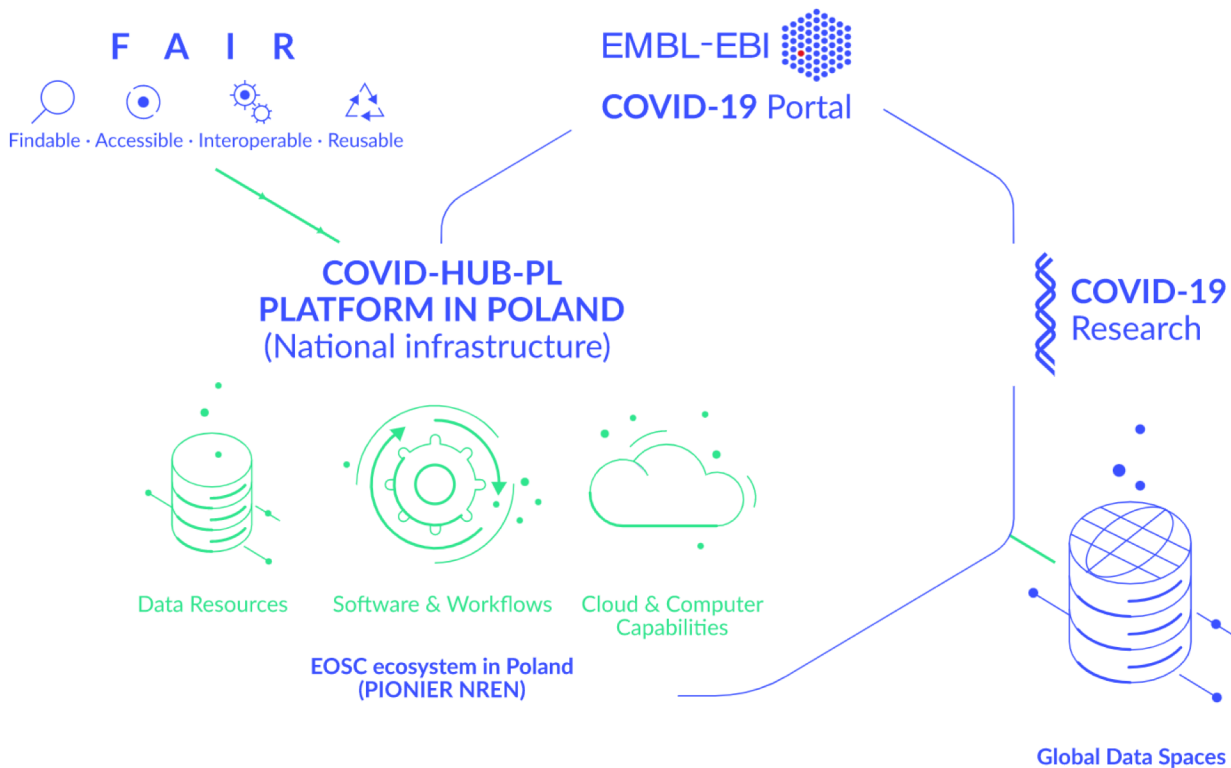 F A I R
Findable · Accessible · Interoperable · Reusable
EMBL-EBI
COVID-19 Portal
COVID-HUB-PL
PLATFORM IN POLAND
(National infrastructure)
COVID-19
Research
Data Resources
Software & Workflows
Cloud & Computer
Capabilities
EOSC ecosystem in Poland
(PIONIER NREN)
Global Data Spaces